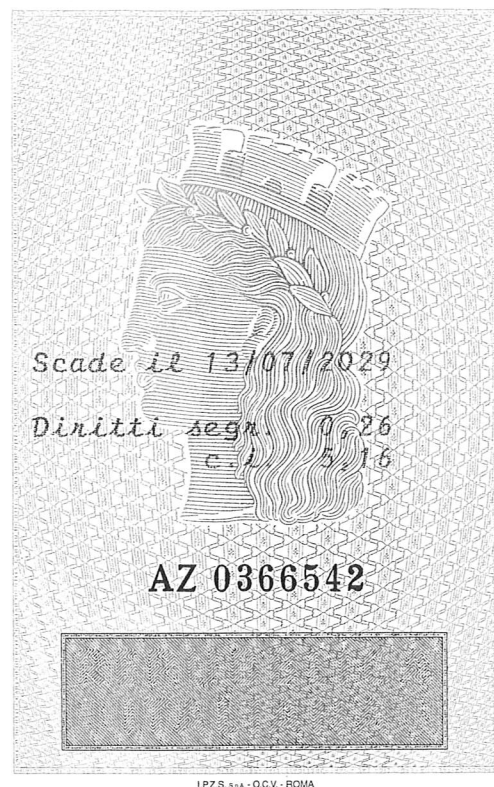 Scade il 13/07/2029
Diritti segr. 0,26
c.i. 5,16
AZ 0366542
I.P.Z.S. S.p.A. - O.C.V. - ROMA